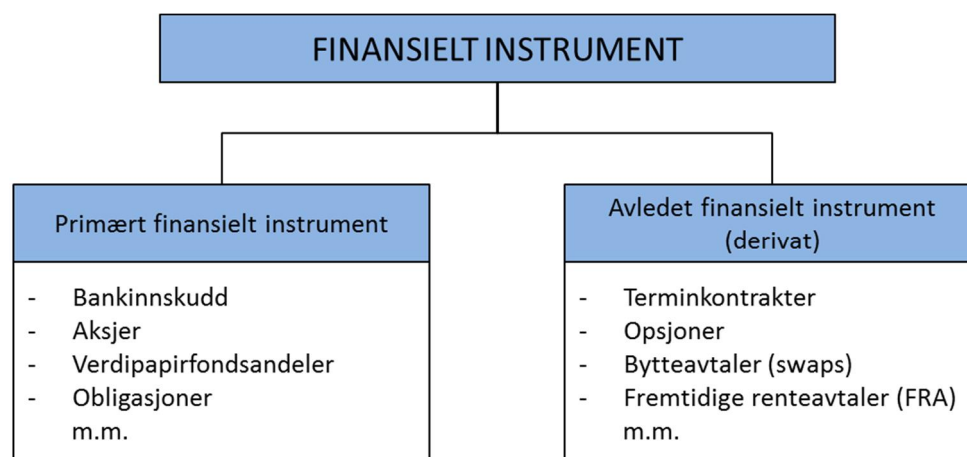 FINANSIELT INSTRUMENT
Primært finansielt instrument
- Bankinnskudd
- Aksjer
- Verdipapirfondsandeler
- Obligasjoner
m.m.
Avledet finansielt instrument
(derivat)
- Terminkontrakter
- Opsjoner
- Bytteavtaler (swaps)
- Fremtidige renteavtaler (FRA)
m.m.